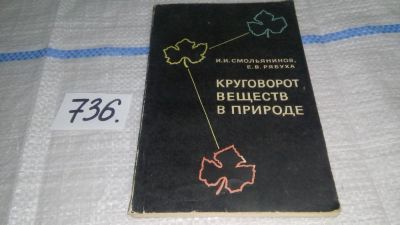 И. И. СМОЛЬЯНИНОВ,
Е. В. РЯБУХА
КРУГОВОРОТ
ВЕЩЕСТВ
В ПРИРОДЕ
736.